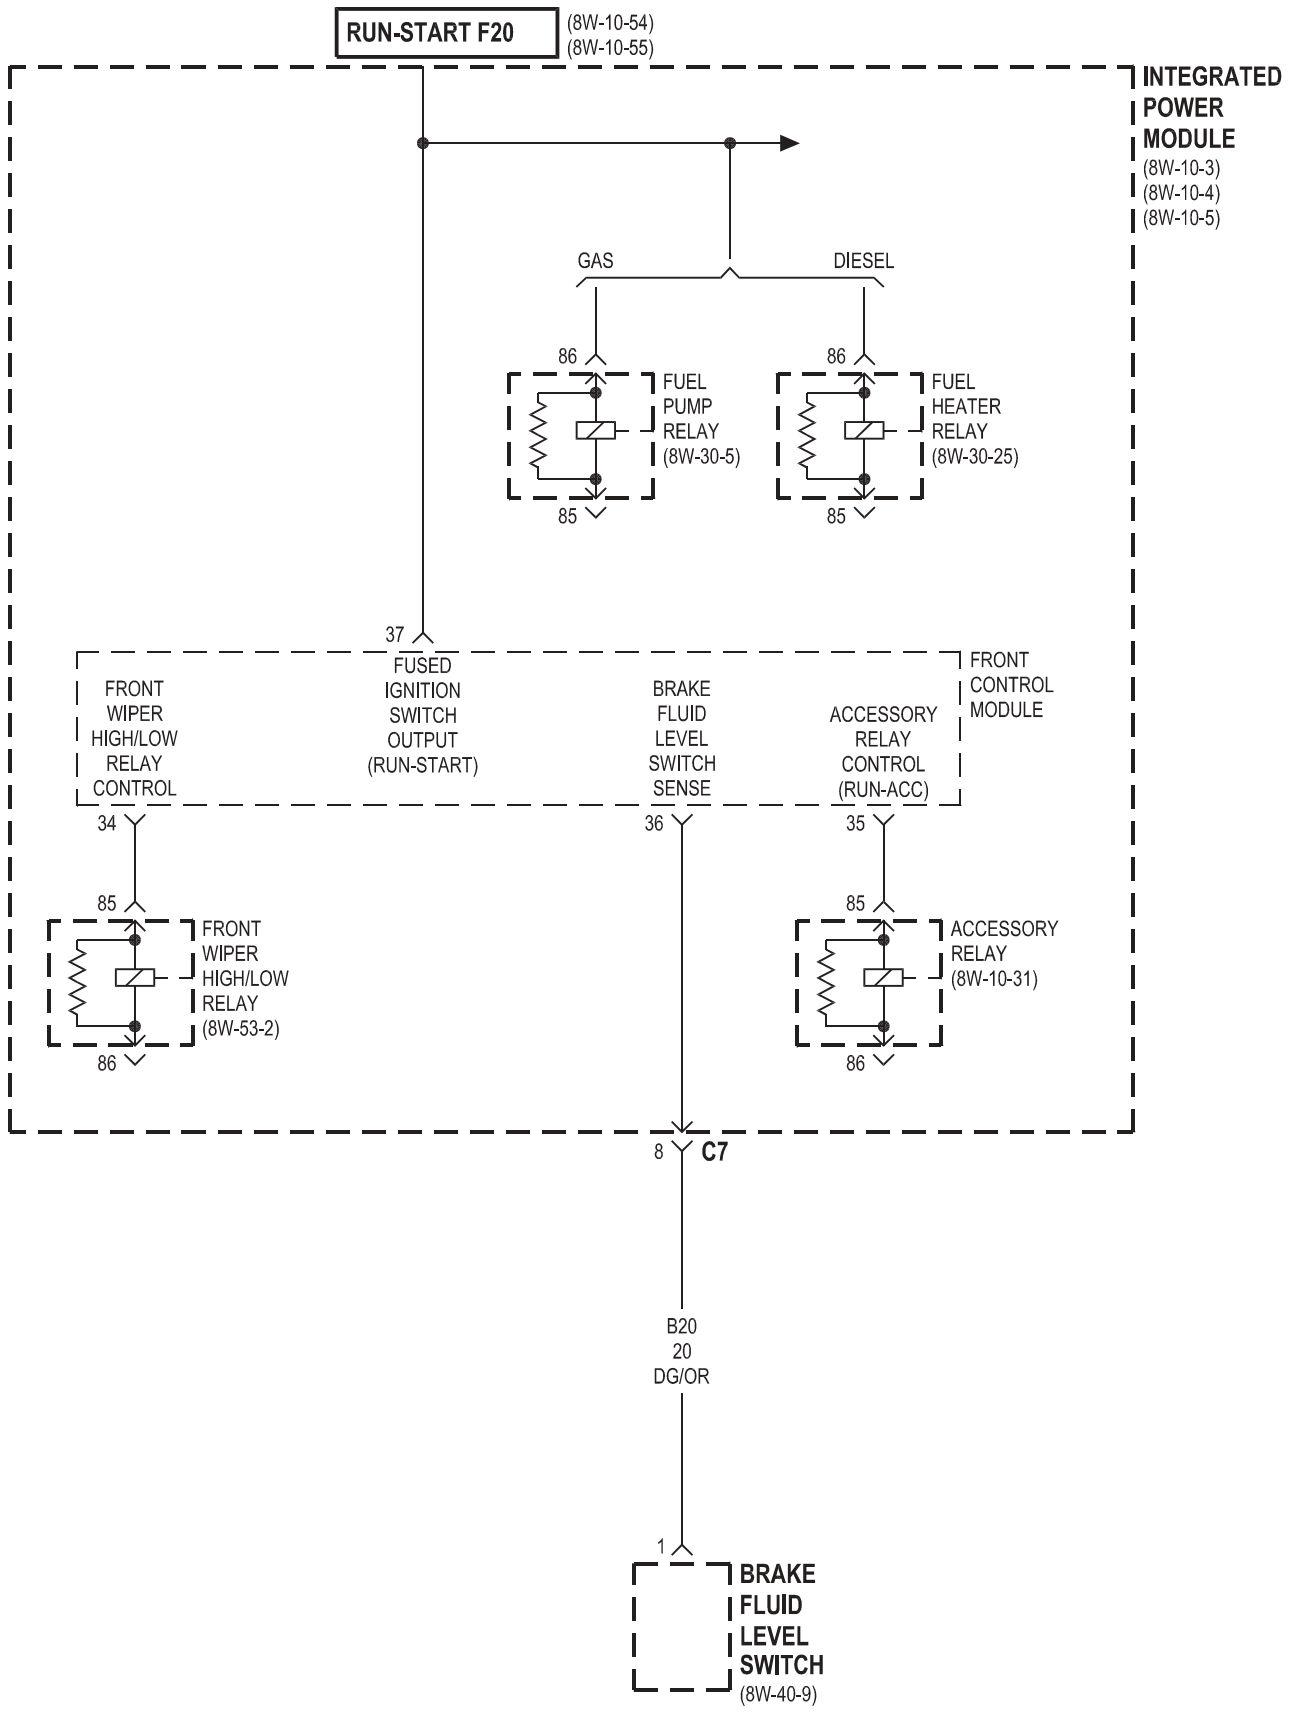 RUN-START F20
(8W-10-54)
(8W-10-55)
INTEGRATED
POWER
MODULE
(8W-10-3)
(8W-10-4)
(8W-10-5)
GAS
DIESEL
86
FUEL
PUMP
RELAY
(8W-30-5)
85
86
FUEL
HEATER
RELAY
(8W-30-25)
85
37
FRONT
CONTROL
MODULE
FRONT
WIPER
HIGH/LOW
RELAY
CONTROL
FUSED
IGNITION
SWITCH
OUTPUT
(RUN-START)
BRAKE
FLUID
LEVEL
SWITCH
SENSE
ACCESSORY
RELAY
CONTROL
(RUN-ACC)
34
36
35
85
FRONT
WIPER
HIGH/LOW
RELAY
(8W-53-2)
86
85
ACCESSORY
RELAY
(8W-10-31)
86
8
C7
B20
20
DG/OR
1
BRAKE
FLUID
LEVEL
SWITCH
(8W-40-9)